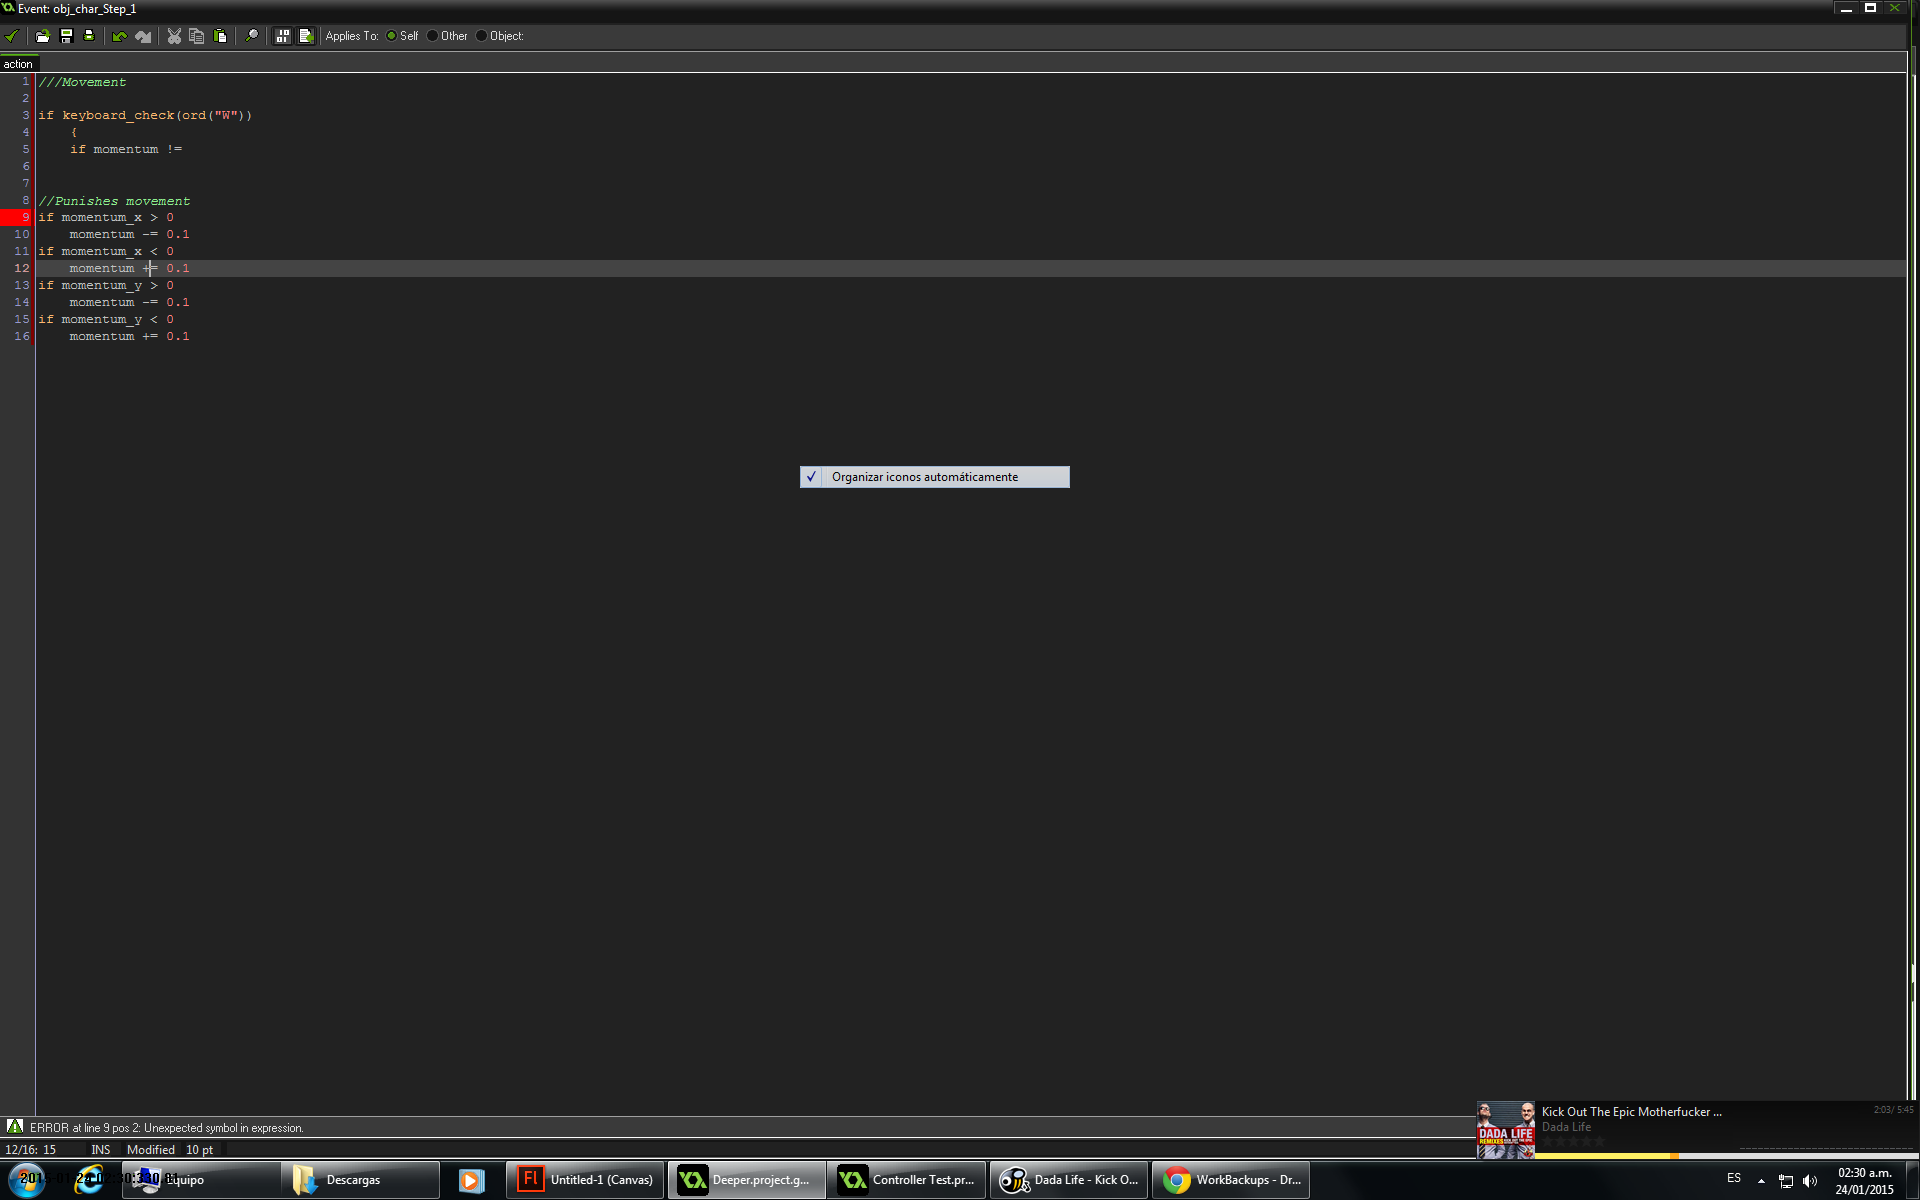 Event: obj_char_Step_1
Applies To: Self Other Object:
action
1 ///Movement
2
3 if keyboard_check(ord("W"))
4 {
5 if momentum !=
6
7
8 //Punishes movement
9 if momentum_x > 0
10 momentum -= 0.1
11 if momentum_x < 0
12 momentum += 0.1
13 if momentum_y > 0
14 momentum -= 0.1
15 if momentum_y < 0
16 momentum += 0.1
Organizar iconos automáticamente
ERROR at line 9 pos 2: Unexpected symbol in expression.
Kick Out The Epic Motherfucker ...
2:03/ 5:45
Dada Life
DADA LIFE
12/16: 15 INS Modified 10 pt
Equipo
Descargas
Fl Untitled-1 (Canvas)
Deeper.project.g...
Controller Test.pr...
Dada Life - Kick O...
WorkBackups - Dr...
ES
02:30 a.m.
24/01/2015